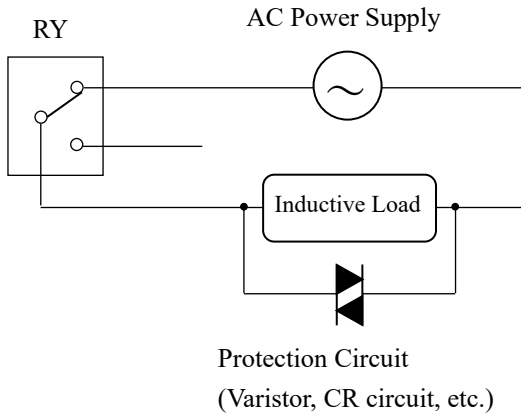 RY
AC Power Supply
Inductive Load
Protection Circuit
(Varistor, CR circuit, etc.)